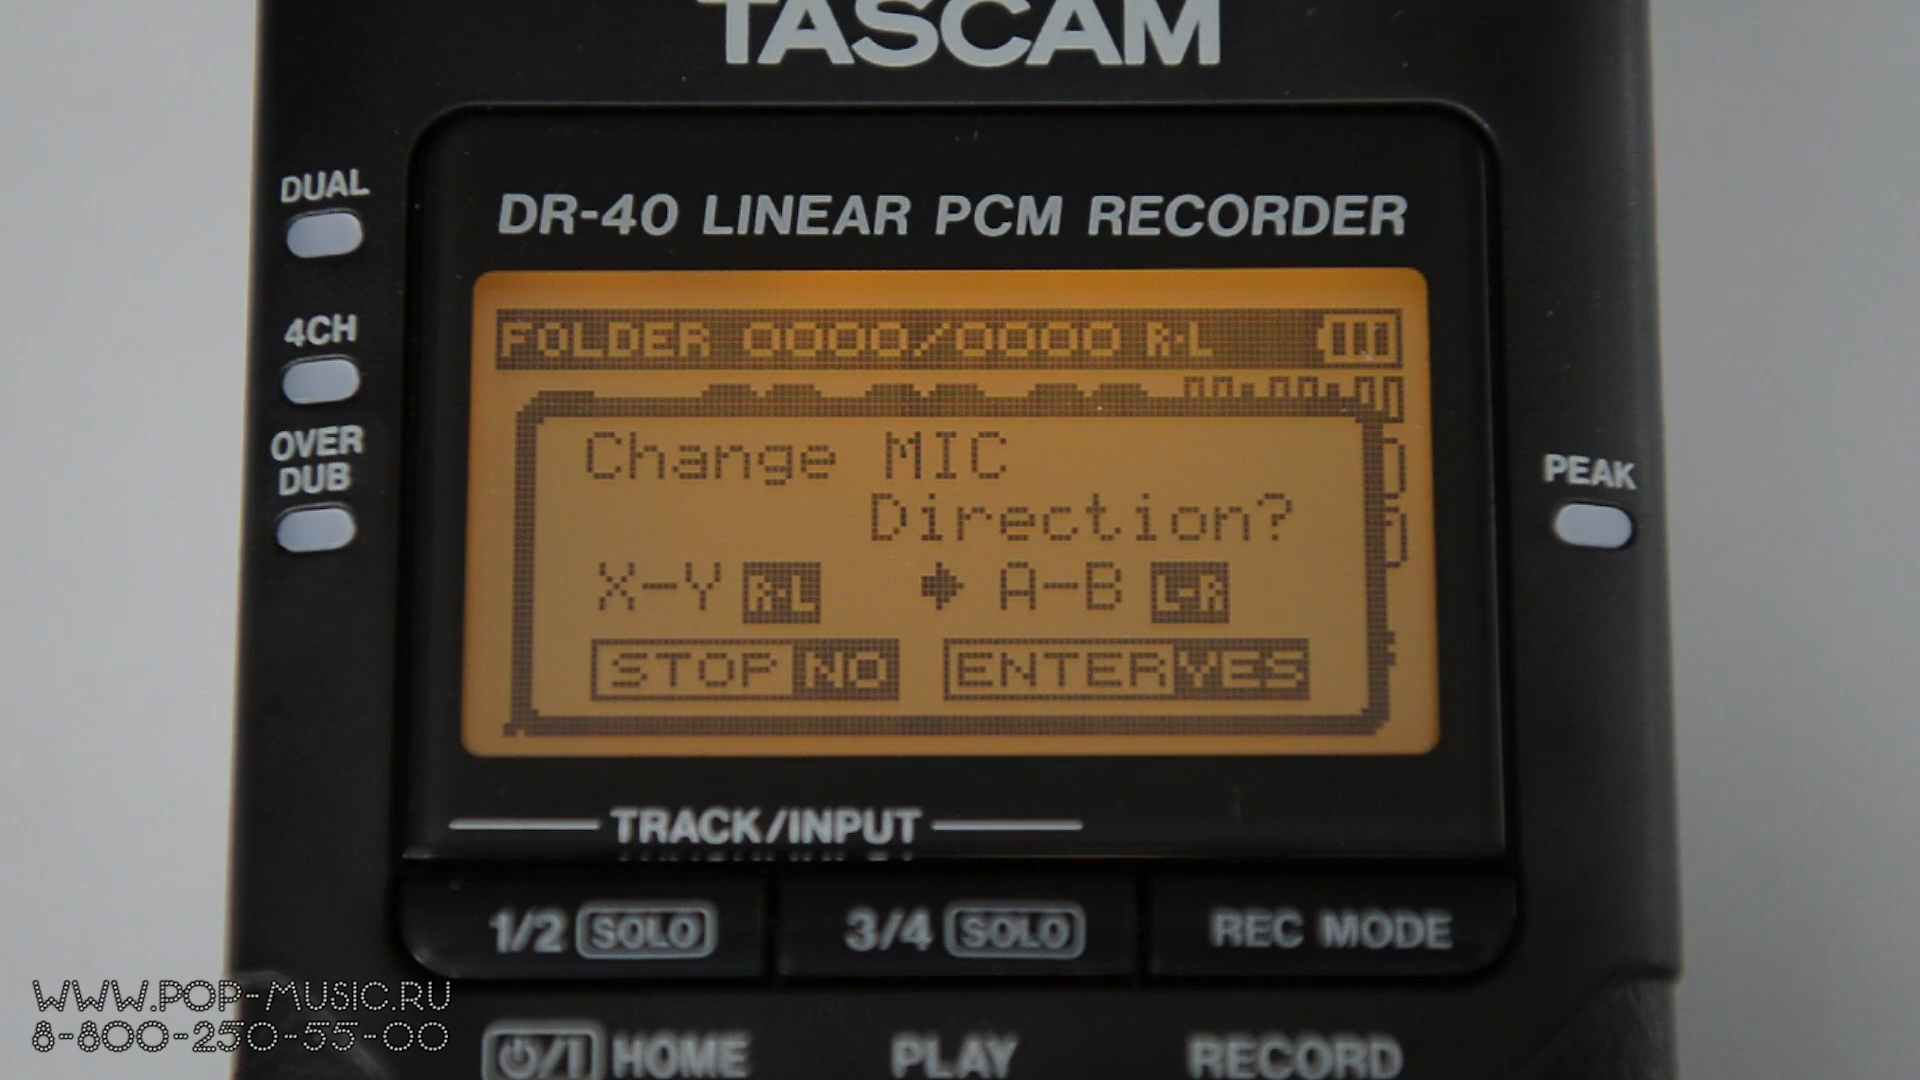 TASCAM
DR-40 LINEAR PCM RECORDER
DUAL
4CH
OVER
DUB
PEAK
FOLDER 0000/0000 R-L
Change MIC
Direction?
X-Y R-L → A-B L-R
STOP NO ENTER YES
TRACK/INPUT
1/2 SOLO 3/4 SOLO REC MODE
⏻/I HOME PLAY RECORD
WWW.POP-MUSIC.RU
8-800-250-55-00